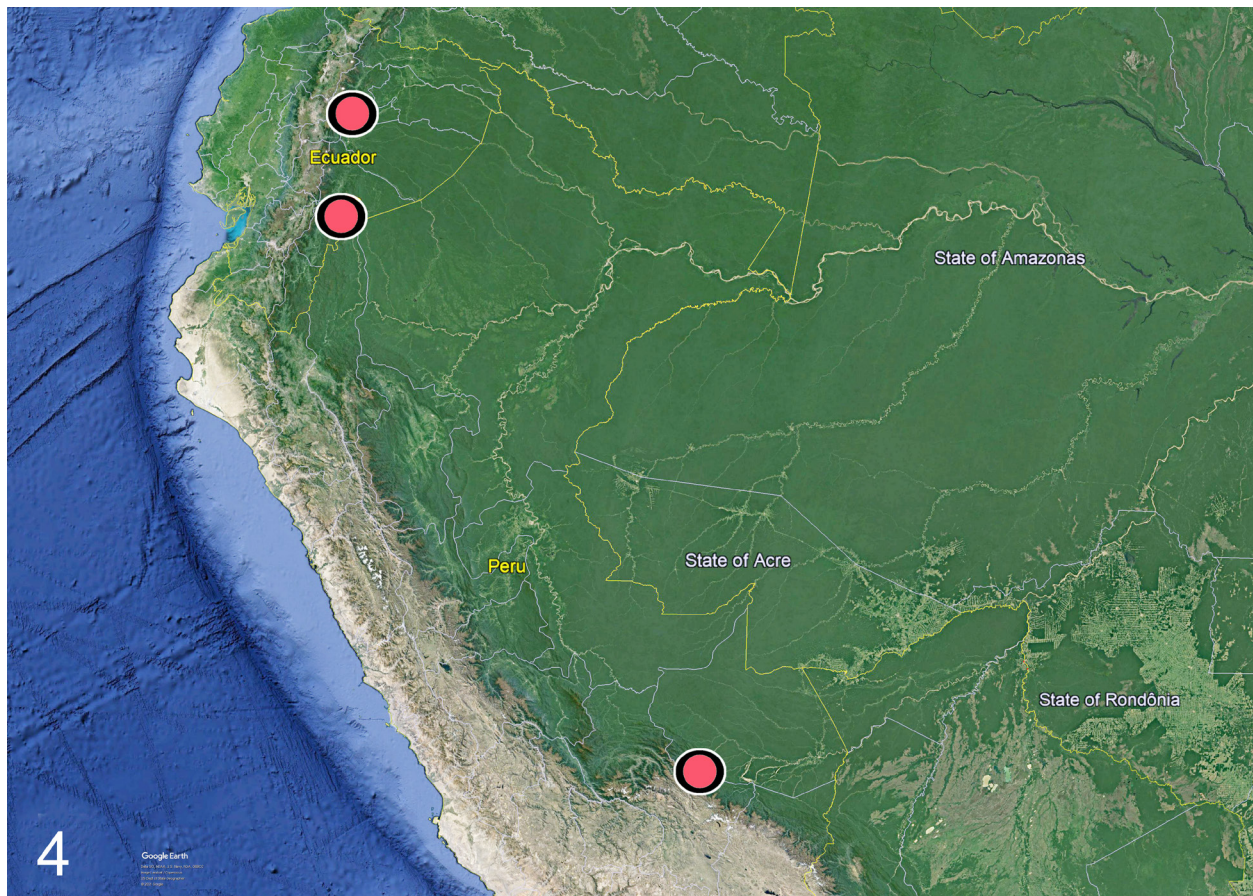 Ecuador
State of Amazonas
State of Acre
Peru
State of Rondônia
4
Google Earth